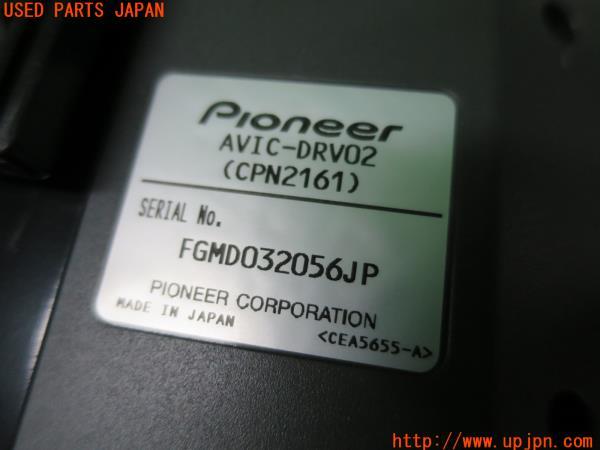 USED PARTS JAPAN
Pioneer
AVIC-DRV02
(CPN2161)
SERIAL No.
FGMD032056JP
PIONEER CORPORATION
MADE IN JAPAN
<CEA5655-A>
http://www.upjpn.com/